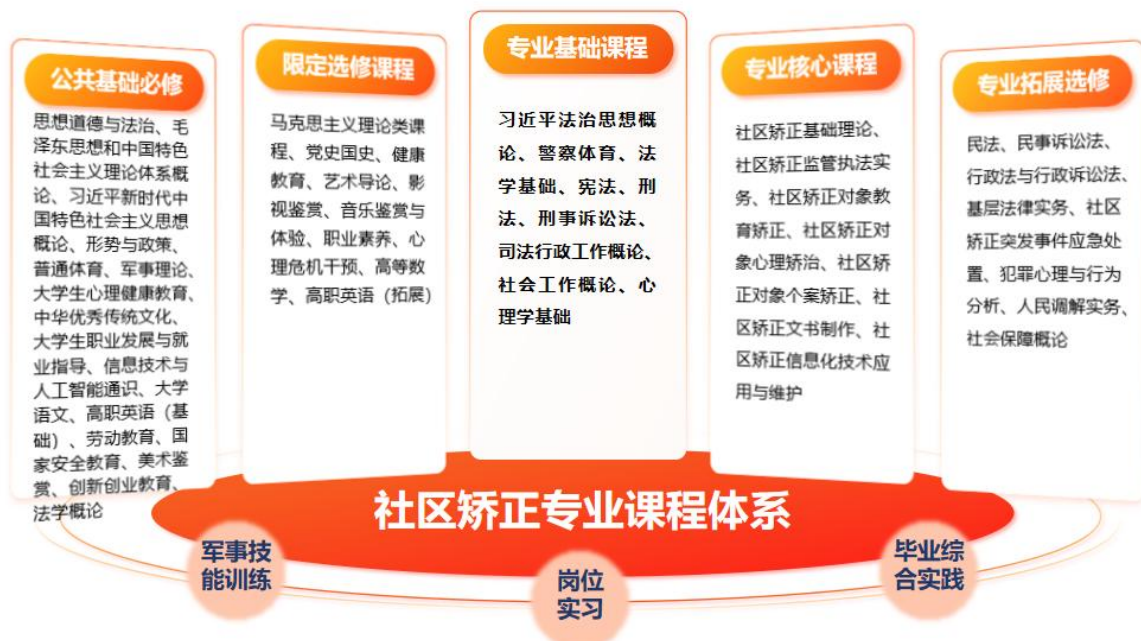 公共基础必修
思想道德与法治、毛
泽东思想和中国特色
社会主义理论体系概
论、习近平新时代中
国特色社会主义思想
概论、形势与政策、
普通体育、军事理论、
大学生心理健康教育、
中华优秀传统文化、
大学生职业发展与就
业指导、信息技术与
人工智能通识、大学
语文、高职英语（基
础）、劳动教育、国
家安全教育、美术鉴
赏、创新创业教育、
法学概论
限定选修课程
马克思主义理论类课
程、党史国史、健康
教育、艺术导论、影
视鉴赏、音乐鉴赏与
体验、职业素养、心
理危机干预、高等数
学、高职英语（拓展）
专业基础课程
习近平法治思想概
论、警察体育、法
学基础、宪法、刑
法、刑事诉讼法、
司法行政工作概论、
社会工作概论、心
理学基础
专业核心课程
社区矫正基础理论、
社区矫正监管执法实
务、社区矫正对象教
育矫正、社区矫正对
象心理矫治、社区矫
正对象个案矫正、社
区矫正文书制作、社
区矫正信息化技术应
用与维护
专业拓展选修
民法、民事诉讼法、
行政法与行政诉讼法、
基层法律实务、社区
矫正突发事件应急处
置、犯罪心理与行为
分析、人民调解实务、
社会保障概论
社区矫正专业课程体系
军事技
能训练
岗位
实习
毕业综
合实践